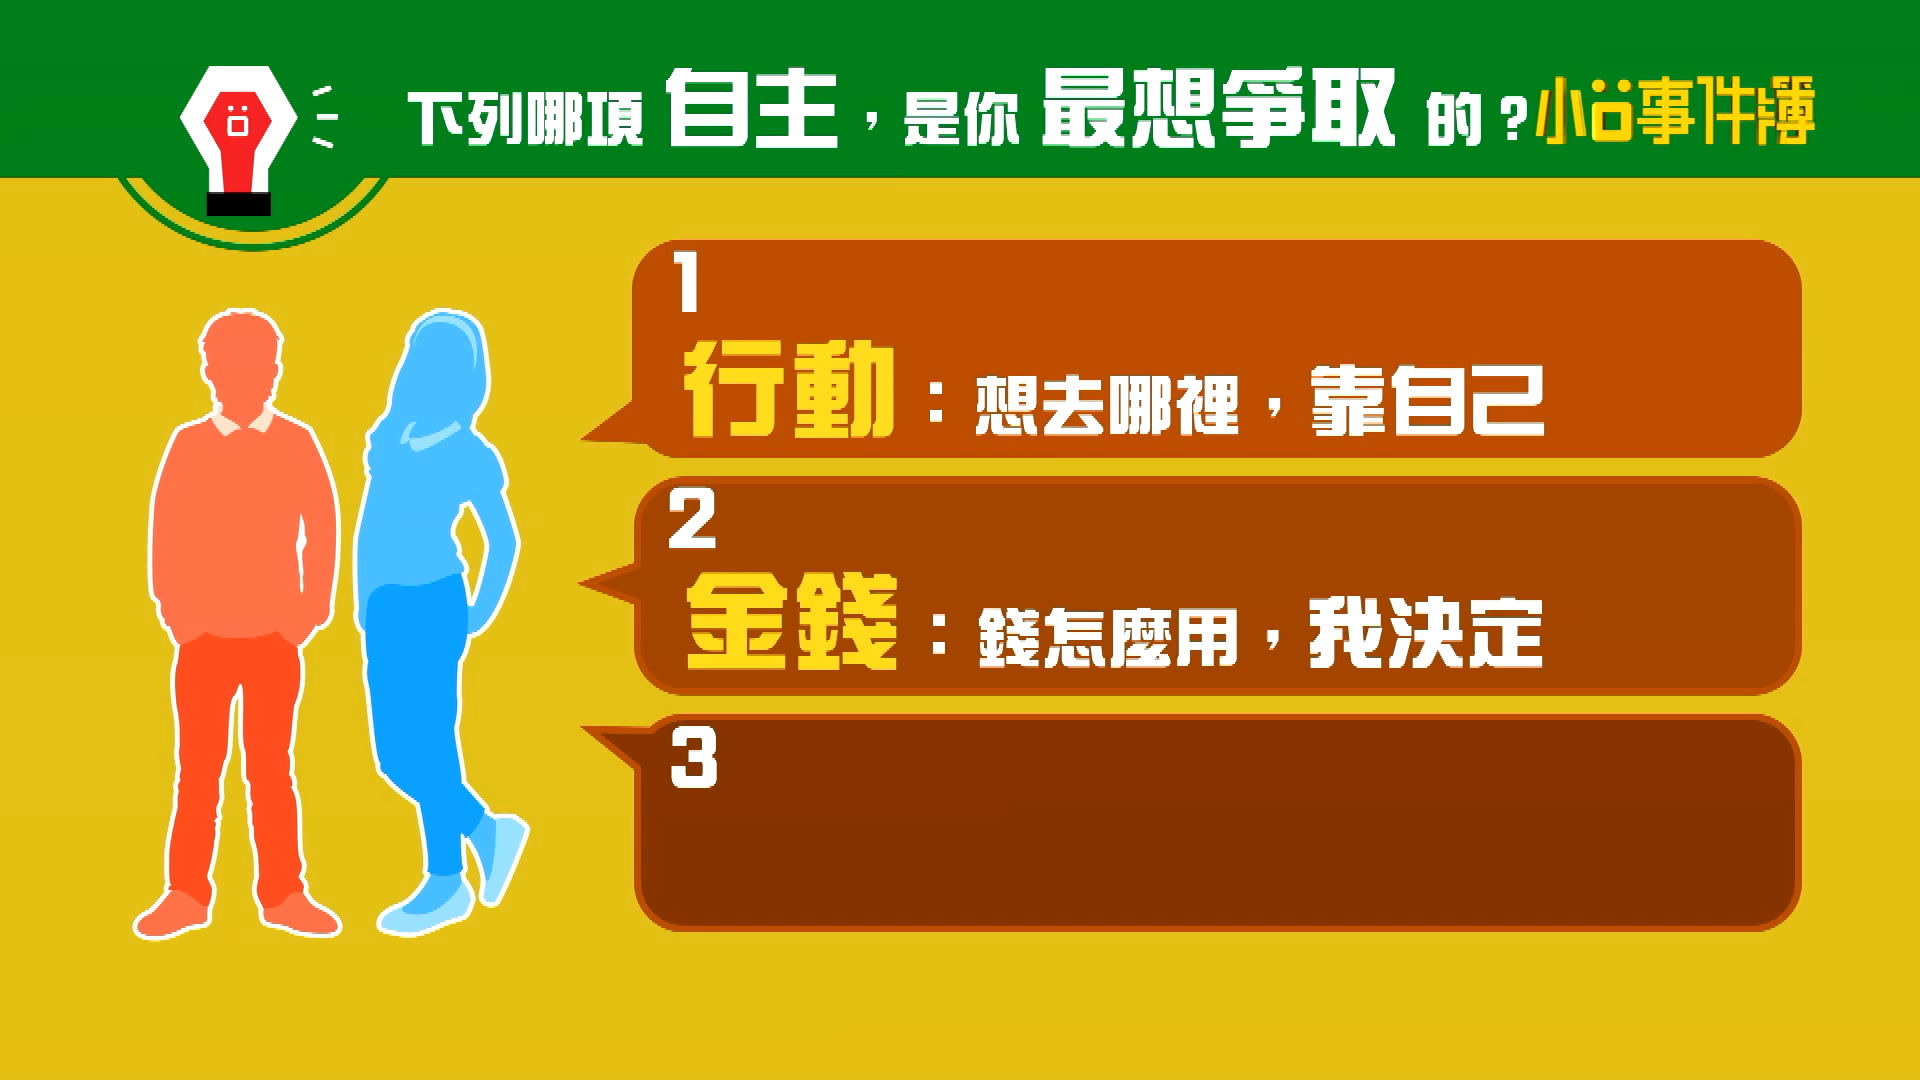 下列哪項 自主，是你 最想爭取 的？小ö事件簿
1
行動：想去哪裡，靠自己
2
金錢：錢怎麼用，我決定
3